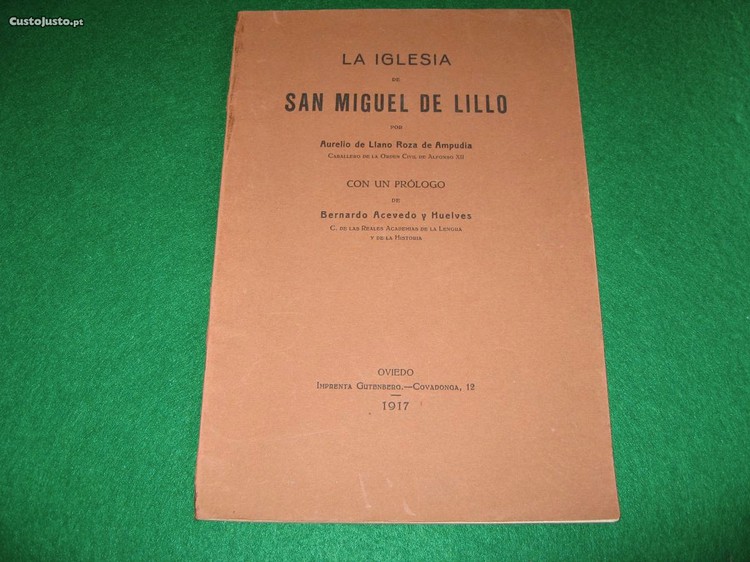 CustoJusto.pt
LA IGLESIA
DE
SAN MIGUEL DE LILLO
POR
Aurelio de Llano Roza de Ampudia
CABALLERO DE LA ORDEN CIVIL DE ALFONSO XII
CON UN PRÓLOGO
DE
Bernardo Acevedo y Huelves
C. DE LAS REALES ACADEMIAS DE LA LENGUA
Y DE LA HISTORIA
OVIEDO
IMPRENTA GUTENBERG.—COVADONGA, 12
1917